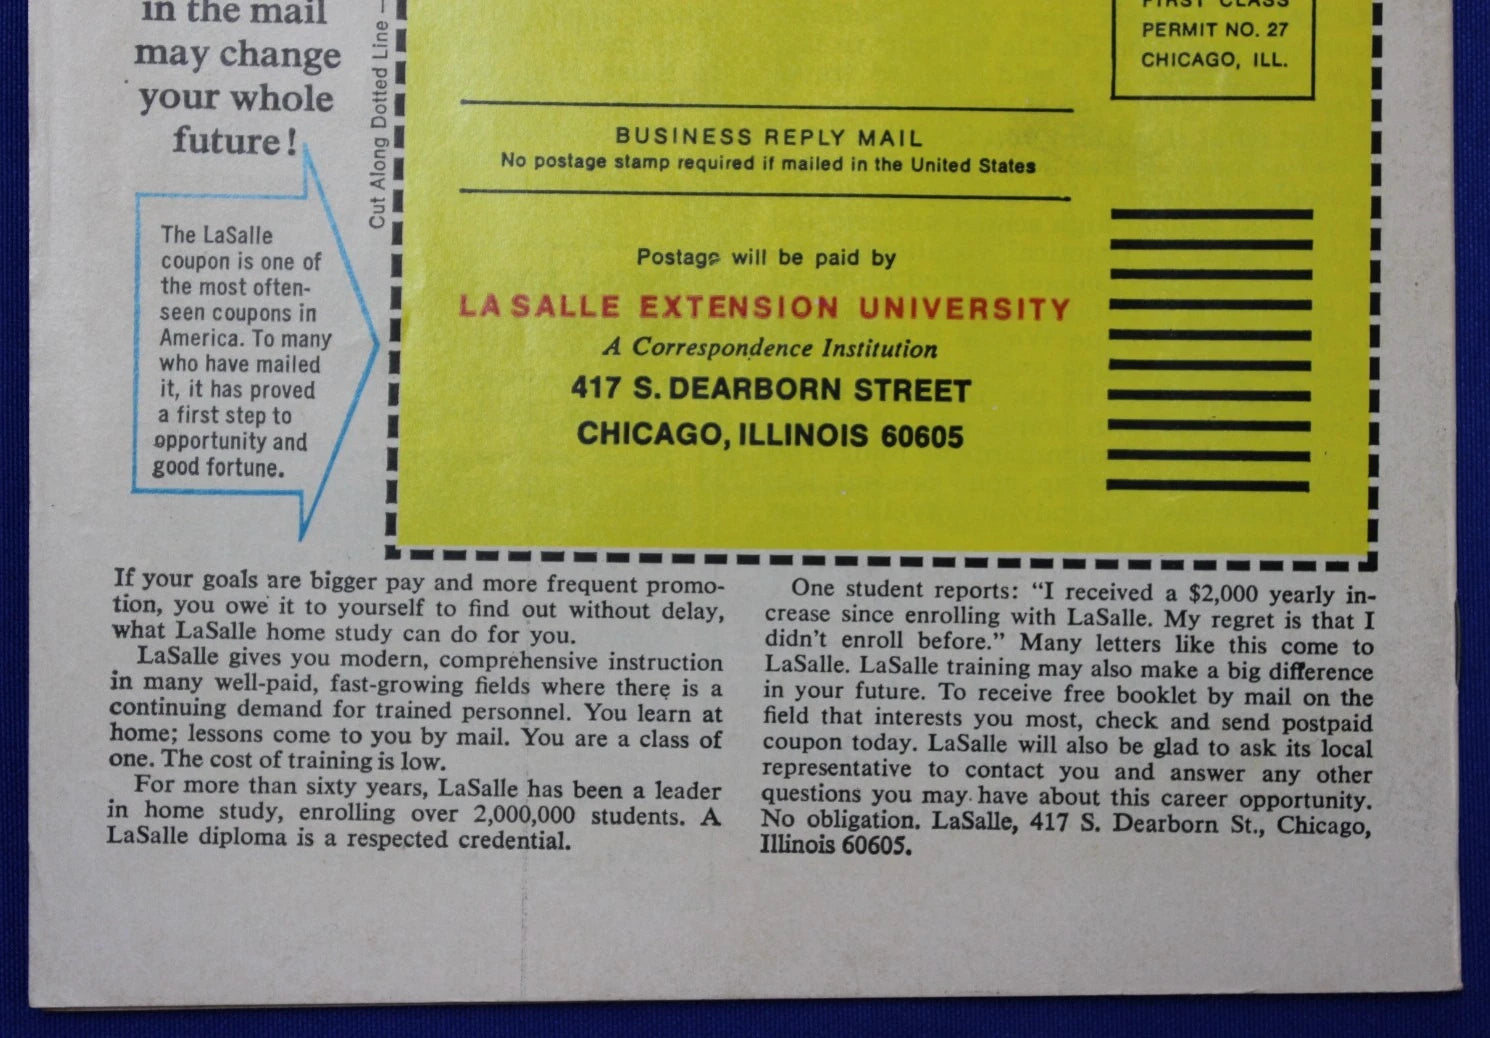 in the mail
may change
your whole
future!
The LaSalle
coupon is one of
the most often-
seen coupons in
America. To many
who have mailed
it, it has proved
a first step to
opportunity and
good fortune.
Cut Along Dotted Line —
FIRST CLASS
PERMIT NO. 27
CHICAGO, ILL.
BUSINESS REPLY MAIL
No postage stamp required if mailed in the United States
Postage will be paid by
LA SALLE EXTENSION UNIVERSITY
A Correspondence Institution
417 S. DEARBORN STREET
CHICAGO, ILLINOIS 60605
If your goals are bigger pay and more frequent promo-
tion, you owe it to yourself to find out without delay,
what LaSalle home study can do for you.
LaSalle gives you modern, comprehensive instruction
in many well-paid, fast-growing fields where there is a
continuing demand for trained personnel. You learn at
home; lessons come to you by mail. You are a class of
one. The cost of training is low.
For more than sixty years, LaSalle has been a leader
in home study, enrolling over 2,000,000 students. A
LaSalle diploma is a respected credential.
One student reports: “I received a $2,000 yearly in-
crease since enrolling with LaSalle. My regret is that I
didn’t enroll before.” Many letters like this come to
LaSalle. LaSalle training may also make a big difference
in your future. To receive free booklet by mail on the
field that interests you most, check and send postpaid
coupon today. LaSalle will also be glad to ask its local
representative to contact you and answer any other
questions you may have about this career opportunity.
No obligation. LaSalle, 417 S. Dearborn St., Chicago,
Illinois 60605.